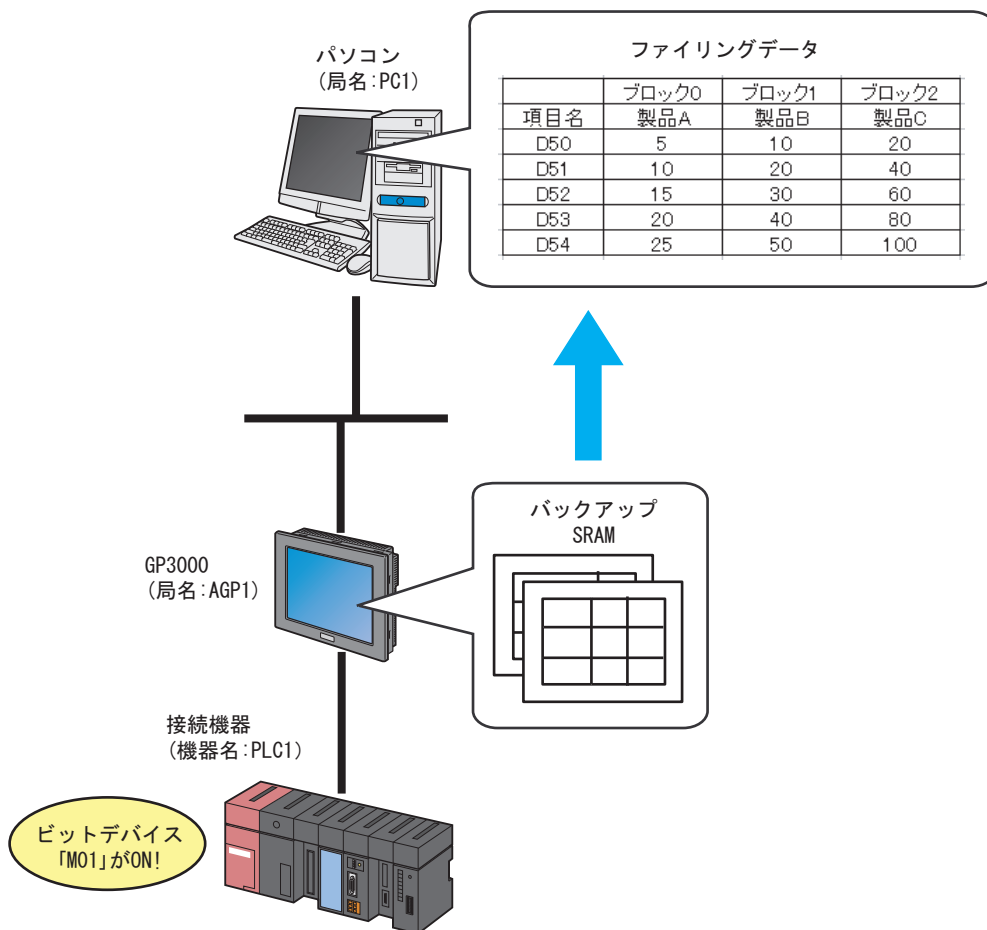 パソコン
(局名:PC1)
ファイリングデータ
ブロック0 ブロック1 ブロック2
項目名 製品A 製品B 製品C
D50 5 10 20
D51 10 20 40
D52 15 30 60
D53 20 40 80
D54 25 50 100
バックアップ
SRAM
GP3000
(局名:AGP1)
接続機器
(機器名:PLC1)
ビットデバイス
「M01」がON!